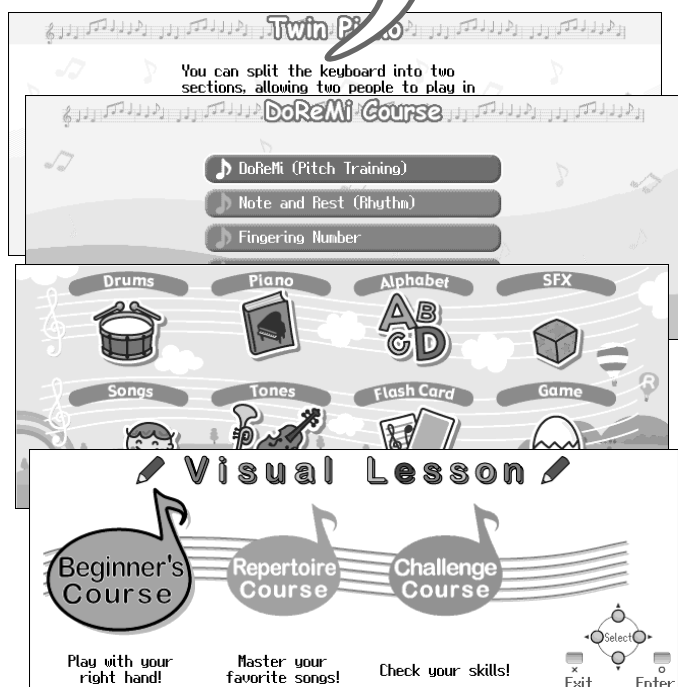 Twin Piano
You can split the keyboard into two
sections, allowing two people to play in
DoReMi Course
DoReMi (Pitch Training)
Note and Rest (Rhythm)
Fingering Number
Drums
Piano
Alphabet
SFX
A B
C D
Songs
Tones
Flash Card
Game
R
Visual Lesson
Beginner's
Course
Repertoire
Course
Challenge
Course
Play with your
right hand!
Master your
favorite songs!
Check your skills!
Select
×
Exit
○
Enter